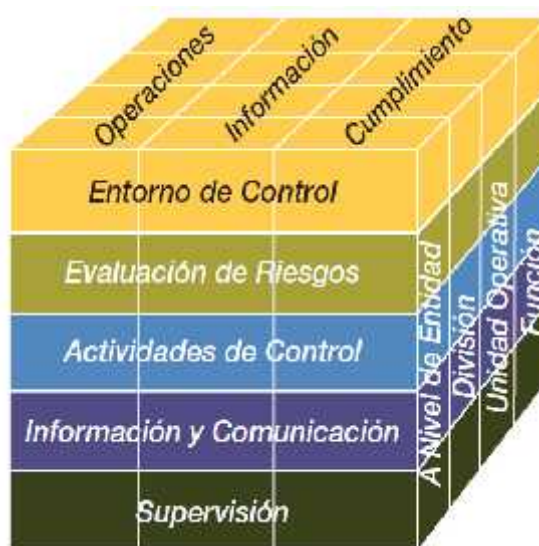 Operaciones
Información
Cumplimiento
Entorno de Control
Evaluación de Riesgos
Actividades de Control
Información y Comunicación
Supervisión
A Nivel de Entidad
División
Unidad Operativa
Función